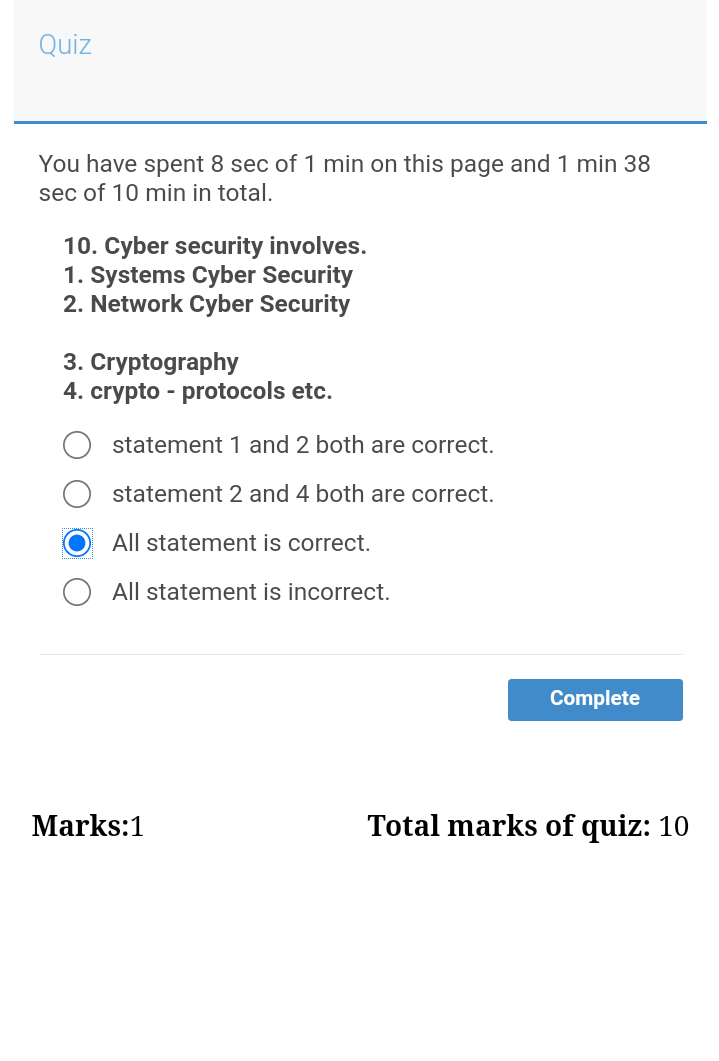 Quiz
You have spent 8 sec of 1 min on this page and 1 min 38
sec of 10 min in total.
10. Cyber security involves.
1. Systems Cyber Security
2. Network Cyber Security
3. Cryptography
4. crypto - protocols etc.
statement 1 and 2 both are correct.
statement 2 and 4 both are correct.
All statement is correct.
All statement is incorrect.
Complete
Marks:1 Total marks of quiz: 10